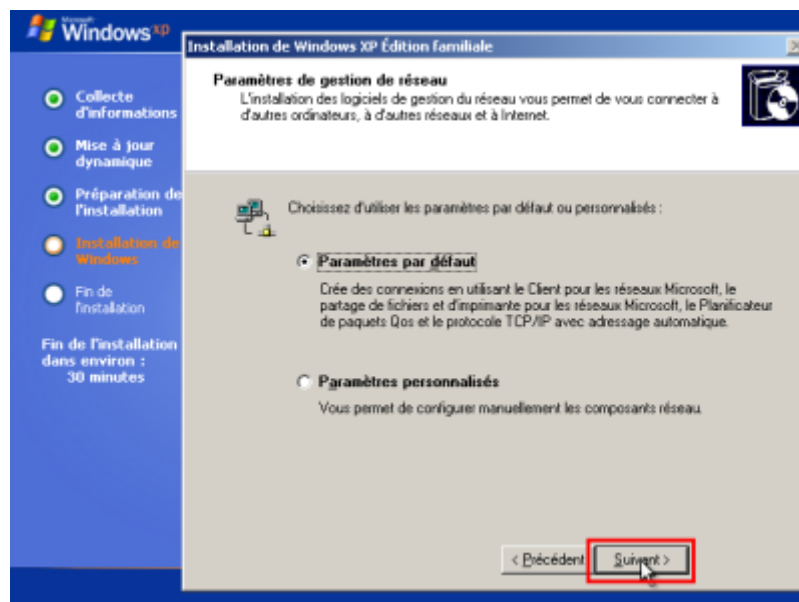 Microsoft
Windows xp
Installation de Windows XP Édition familiale
Collecte
d'informations
Mise à jour
dynamique
Préparation de
l'installation
Installation de
Windows
Fin de
l'installation
Fin de l'installation
dans environ :
30 minutes
Paramètres de gestion de réseau
L'installation des logiciels de gestion du réseau vous permet de vous connecter à
d'autres ordinateurs, à d'autres réseaux et à Internet.
Choisissez d'utiliser les paramètres par défaut ou personnalisés :
Paramètres par défaut
Crée des connexions en utilisant le Client pour les réseaux Microsoft, le
partage de fichiers et d'imprimante pour les réseaux Microsoft, le Planificateur
de paquets Qos et le protocole TCP/IP avec adressage automatique.
Paramètres personnalisés
Vous permet de configurer manuellement les composants réseau.
< Précédent
Suivant >